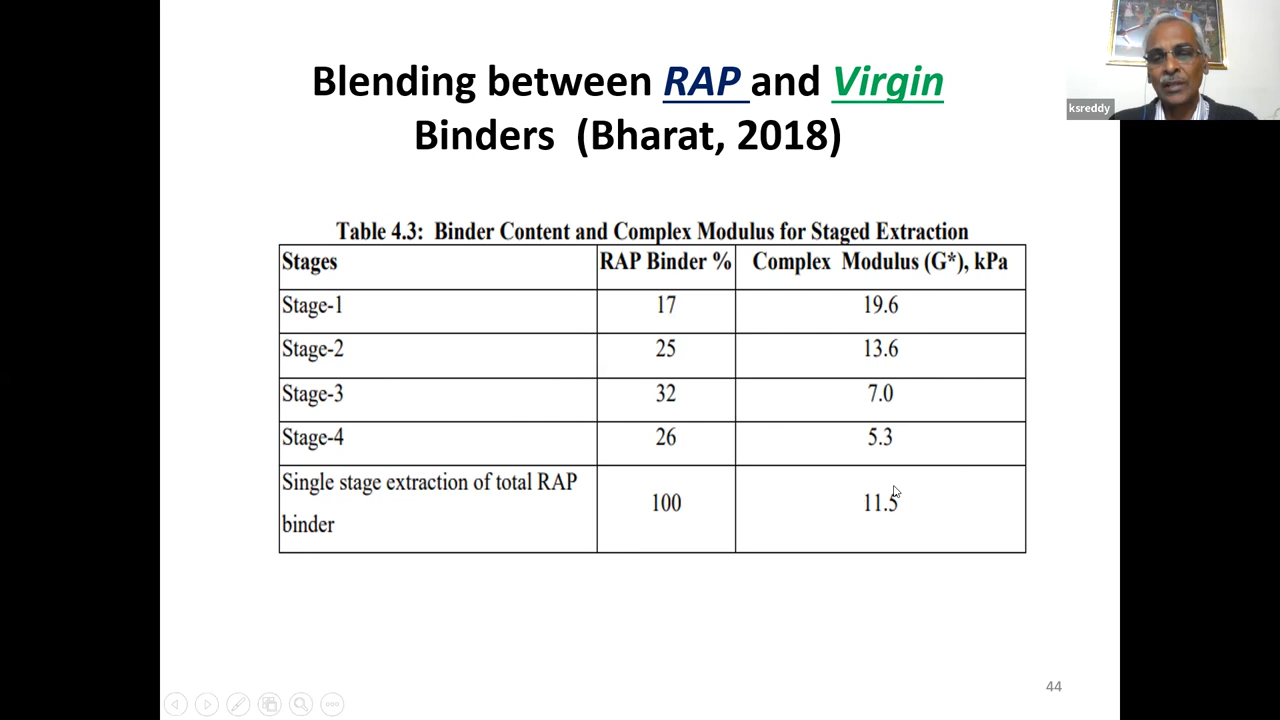 Blending between RAP and Virgin
Binders (Bharat, 2018)
ksreddy
Table 4.3: Binder Content and Complex Modulus for Staged Extraction
Stages RAP Binder % Complex Modulus (G*), kPa
Stage-1 17 19.6
Stage-2 25 13.6
Stage-3 32 7.0
Stage-4 26 5.3
Single stage extraction of total RAP
binder 100 11.5
44